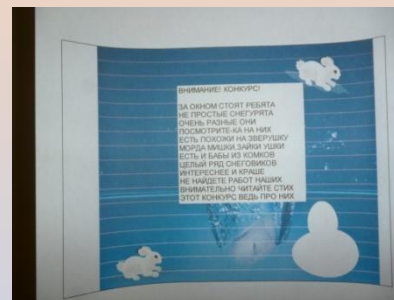 ВНИМАНИЕ! КОНКУРС!
ЗА ОКНОМ СТОЯТ РЕБЯТА
НЕ ПРОСТЫЕ СНЕГУРЯТА
ОЧЕНЬ РАЗНЫЕ ОНИ
ПОСМОТРИТЕ-КА НА НИХ
ЕСТЬ ПОХОЖИ НА ЗВЕРУШКУ
МОРДА МИШКИ,ЗАЙКИ УШКИ
ЕСТЬ И БАБЫ ИЗ КОМКОВ
ЦЕЛЫЙ РЯД СНЕГОВИКОВ
ИНТЕРЕСНЕЕ И КРАШЕ
НЕ НАЙДЕТЕ РАБОТ НАШИХ
ВНИМАТЕЛЬНО ЧИТАЙТЕ СТИХ
ЭТОТ КОНКУРС ВЕДЬ ПРО НИХ